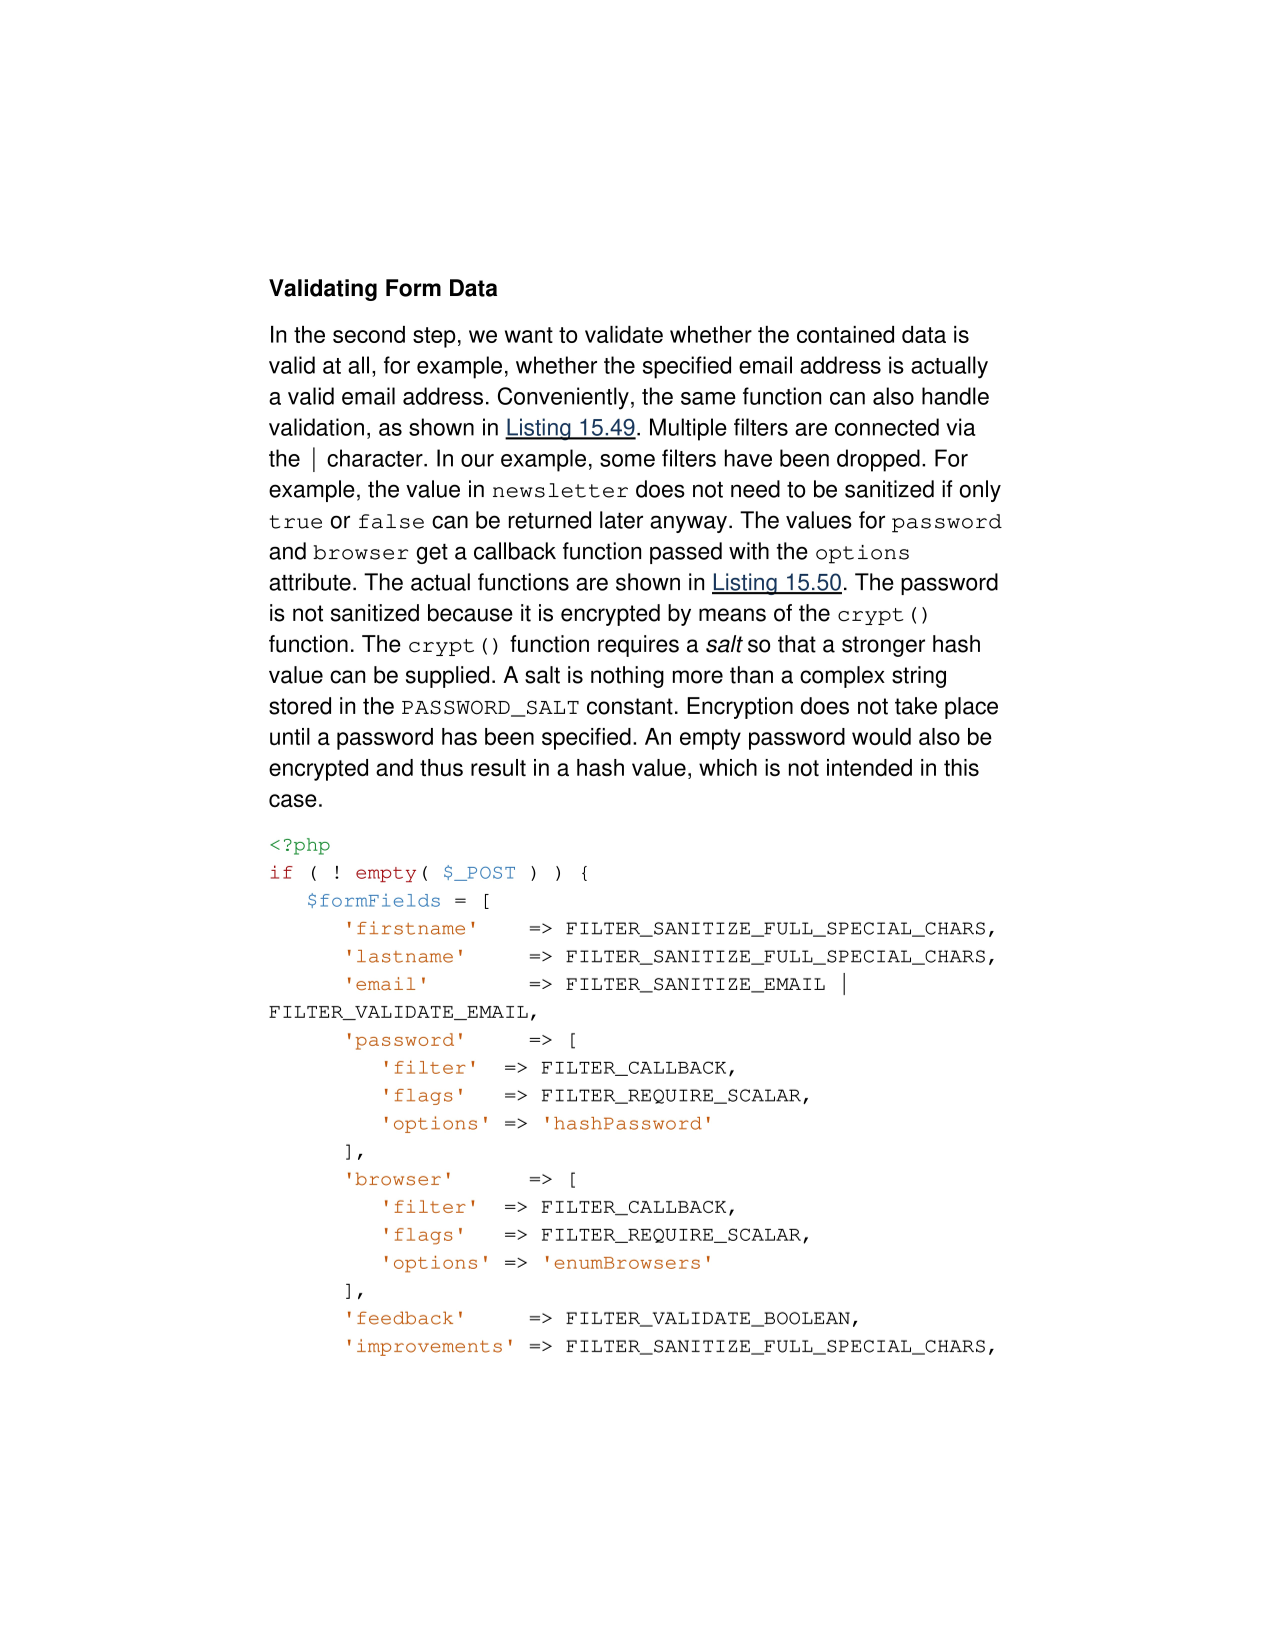 Validating Form Data
In the second step, we want to validate whether the contained data is
valid at all, for example, whether the specified email address is actually
a valid email address. Conveniently, the same function can also handle
validation, as shown in Listing 15.49. Multiple filters are connected via
the | character. In our example, some filters have been dropped. For
example, the value in newsletter does not need to be sanitized if only
true or false can be returned later anyway. The values for password
and browser get a callback function passed with the options
attribute. The actual functions are shown in Listing 15.50. The password
is not sanitized because it is encrypted by means of the crypt()
function. The crypt() function requires a salt so that a stronger hash
value can be supplied. A salt is nothing more than a complex string
stored in the PASSWORD_SALT constant. Encryption does not take place
until a password has been specified. An empty password would also be
encrypted and thus result in a hash value, which is not intended in this
case.
<?php
if ( ! empty( $_POST ) ) {
   $formFields = [
      'firstname'    => FILTER_SANITIZE_FULL_SPECIAL_CHARS,
      'lastname'     => FILTER_SANITIZE_FULL_SPECIAL_CHARS,
      'email'        => FILTER_SANITIZE_EMAIL |
FILTER_VALIDATE_EMAIL,
      'password'     => [
         'filter'  => FILTER_CALLBACK,
         'flags'   => FILTER_REQUIRE_SCALAR,
         'options' => 'hashPassword'
      ],
      'browser'      => [
         'filter'  => FILTER_CALLBACK,
         'flags'   => FILTER_REQUIRE_SCALAR,
         'options' => 'enumBrowsers'
      ],
      'feedback'     => FILTER_VALIDATE_BOOLEAN,
      'improvements' => FILTER_SANITIZE_FULL_SPECIAL_CHARS,